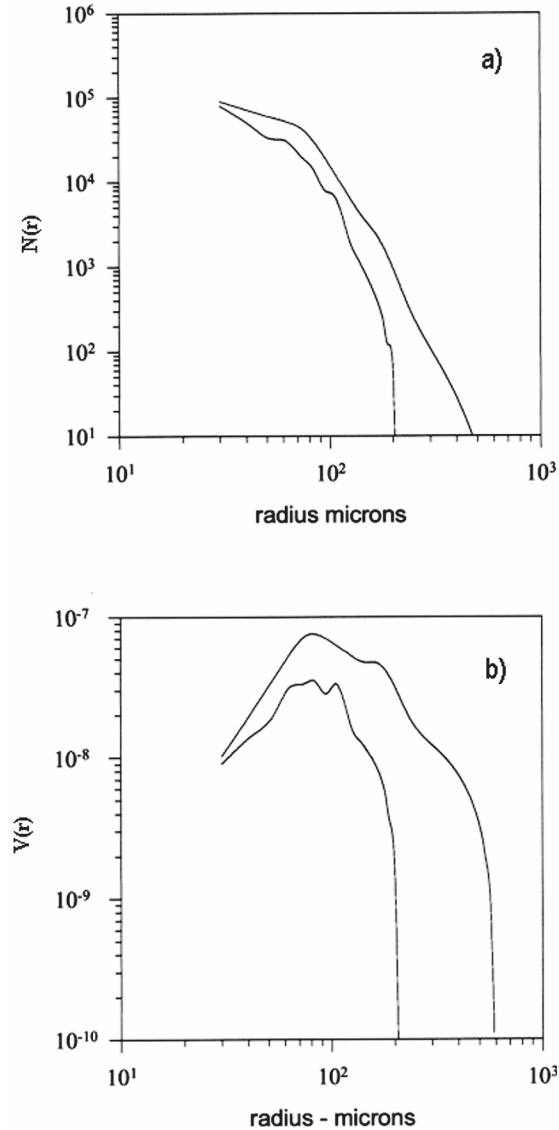 10⁶
a)
10⁵
10⁴
N(r)
10³
10²
10¹
10¹ 10² 10³
radius microns
10⁻⁷
b)
10⁻⁸
V(r)
10⁻⁹
10⁻¹⁰
10¹ 10² 10³
radius - microns